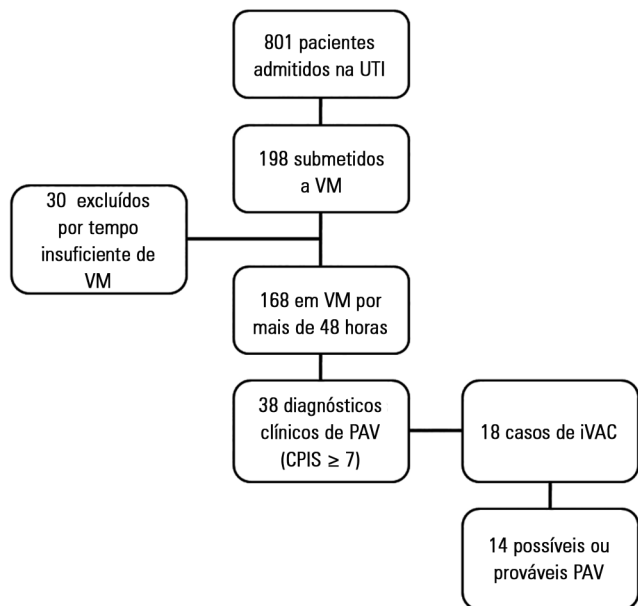 801 pacientes
admitidos na UTI
198 submetidos
a VM
30 excluídos
por tempo
insuficiente de
VM
168 em VM por
mais de 48 horas
38 diagnósticos
clínicos de PAV
(CPIS ≥ 7)
18 casos de iVAC
14 possíveis ou
prováveis PAV